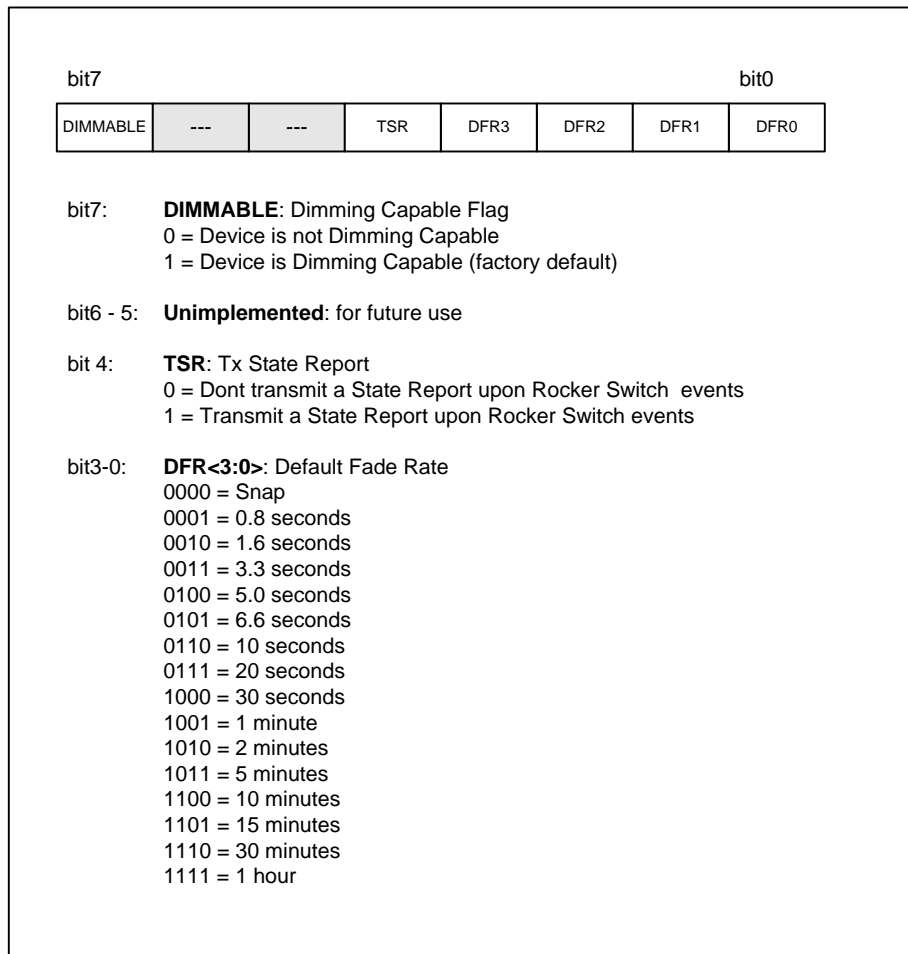 bit7 bit0
DIMMABLE --- --- TSR DFR3 DFR2 DFR1 DFR0
bit7: DIMMABLE: Dimming Capable Flag
0 = Device is not Dimming Capable
1 = Device is Dimming Capable (factory default)
bit6 - 5: Unimplemented: for future use
bit 4: TSR: Tx State Report
0 = Dont transmit a State Report upon Rocker Switch events
1 = Transmit a State Report upon Rocker Switch events
bit3-0: DFR<3:0>: Default Fade Rate
0000 = Snap
0001 = 0.8 seconds
0010 = 1.6 seconds
0011 = 3.3 seconds
0100 = 5.0 seconds
0101 = 6.6 seconds
0110 = 10 seconds
0111 = 20 seconds
1000 = 30 seconds
1001 = 1 minute
1010 = 2 minutes
1011 = 5 minutes
1100 = 10 minutes
1101 = 15 minutes
1110 = 30 minutes
1111 = 1 hour